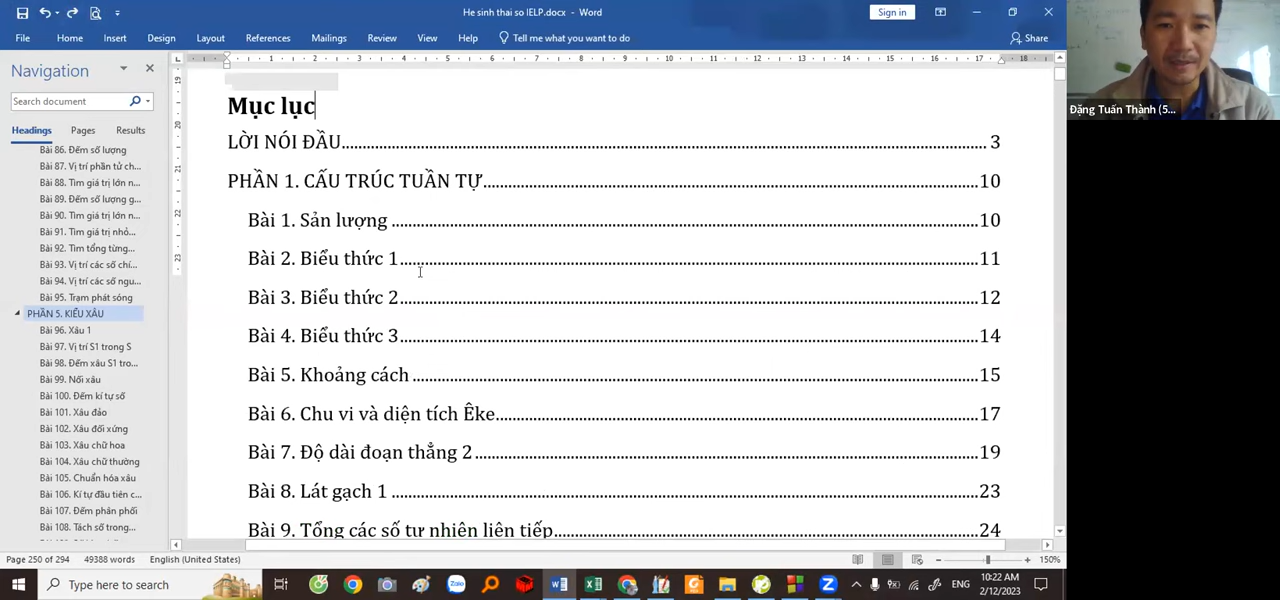 He sinh thai so IELP.docx - Word
Sign in
File Home Insert Design Layout References Mailings Review View Help Tell me what you want to do Share
Navigation
Search document
Headings Pages Results
Bài 86. Đếm số lượng
Bài 87. Vị trí phần tử ch...
Bài 88. Tìm giá trị lớn n...
Bài 89. Đếm số lượng g...
Bài 90. Tìm giá trị lớn n...
Bài 91. Tìm giá trị nhỏ...
Bài 92. Tìm tổng từng...
Bài 93. Vị trí các số chí...
Bài 94. Vị trí các số ngu...
Bài 95. Trạm phát sóng
PHẦN 5. KIỂU XÂU
Bài 96. Xâu 1
Bài 97. Vị trí S1 trong S
Bài 98. Đếm xâu S1 tro...
Bài 99. Nối xâu
Bài 100. Đếm kí tự số
Bài 101. Xâu đảo
Bài 102. Xâu đối xứng
Bài 103. Xâu chữ hoa
Bài 104. Xâu chữ thường
Bài 105. Chuẩn hóa xâu
Bài 106. Kí tự đầu tiên c...
Bài 107. Đếm phân phối
Bài 108. Tách số trong...
Mục lục
LỜI NÓI ĐẦU 3
PHẦN 1. CẤU TRÚC TUẦN TỰ 10
Bài 1. Sản lượng 10
Bài 2. Biểu thức 1 11
Bài 3. Biểu thức 2 12
Bài 4. Biểu thức 3 14
Bài 5. Khoảng cách 15
Bài 6. Chu vi và diện tích Êke 17
Bài 7. Độ dài đoạn thẳng 2 19
Bài 8. Lát gạch 1 23
Bài 9. Tổng các số tự nhiên liên tiếp 24
Đặng Tuấn Thành (5...
Page 250 of 294 49388 words English (United States) 150%
Type here to search
Zalo
ENG
10:22 AM
2/12/2023